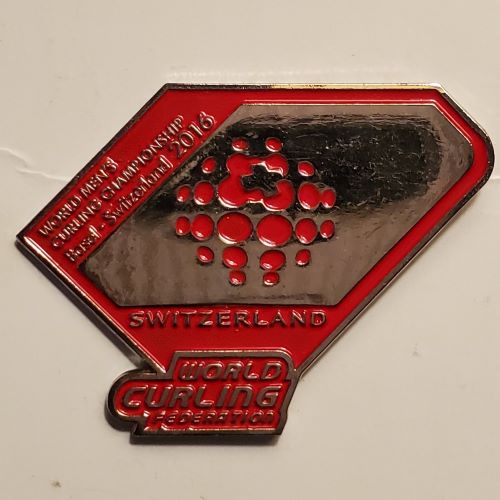 WORLD MEN'S
CURLING CHAMPIONSHIP
Basel - Switzerland 2016
SWITZERLAND
WORLD
CURLING
FEDERATION